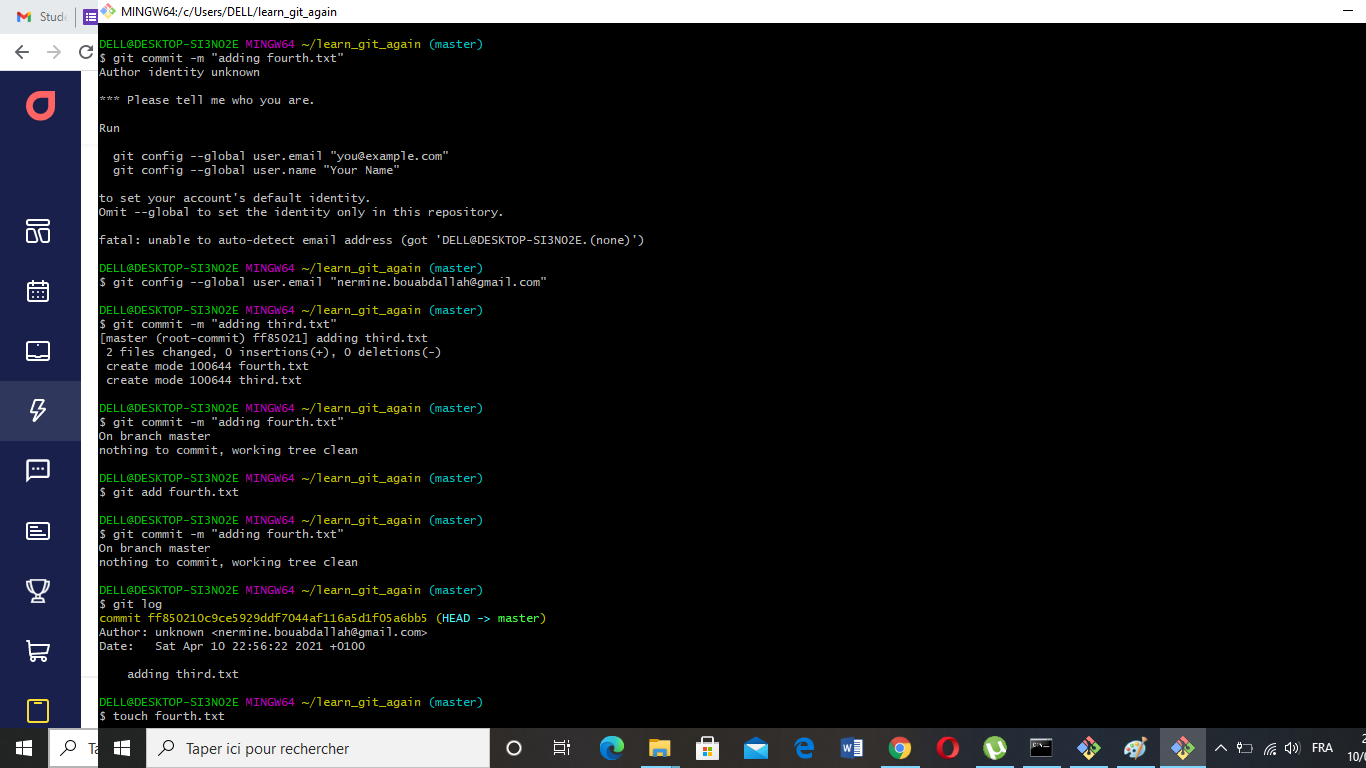 Stude
MINGW64:/c/Users/DELL/learn_git_again
DELL@DESKTOP-SI3NO2E MINGW64 ~/learn_git_again (master)
$ git commit -m "adding fourth.txt"
Author identity unknown
*** Please tell me who you are.
Run
git config --global user.email "you@example.com"
git config --global user.name "Your Name"
to set your account's default identity.
Omit --global to set the identity only in this repository.
fatal: unable to auto-detect email address (got 'DELL@DESKTOP-SI3NO2E.(none)')
DELL@DESKTOP-SI3NO2E MINGW64 ~/learn_git_again (master)
$ git config --global user.email "nermine.bouabdallah@gmail.com"
DELL@DESKTOP-SI3NO2E MINGW64 ~/learn_git_again (master)
$ git commit -m "adding third.txt"
[master (root-commit) ff85021] adding third.txt
2 files changed, 0 insertions(+), 0 deletions(-)
create mode 100644 fourth.txt
create mode 100644 third.txt
DELL@DESKTOP-SI3NO2E MINGW64 ~/learn_git_again (master)
$ git commit -m "adding fourth.txt"
On branch master
nothing to commit, working tree clean
DELL@DESKTOP-SI3NO2E MINGW64 ~/learn_git_again (master)
$ git add fourth.txt
DELL@DESKTOP-SI3NO2E MINGW64 ~/learn_git_again (master)
$ git commit -m "adding fourth.txt"
On branch master
nothing to commit, working tree clean
DELL@DESKTOP-SI3NO2E MINGW64 ~/learn_git_again (master)
$ git log
commit ff850210c9ce5929ddf7044af116a5d1f05a6bb5 (HEAD -> master)
Author: unknown <nermine.bouabdallah@gmail.com>
Date:   Sat Apr 10 22:56:22 2021 +0100
adding third.txt
DELL@DESKTOP-SI3NO2E MINGW64 ~/learn_git_again (master)
$ touch fourth.txt
Ta
Taper ici pour rechercher
FRA
2
10/